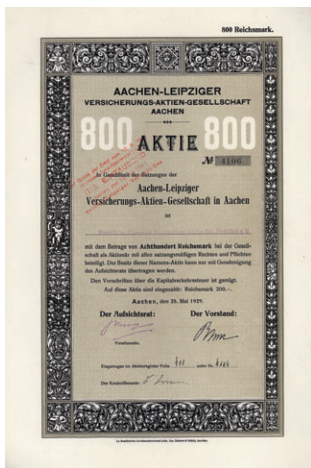 800 Reichsmark.
AACHEN-LEIPZIGER
VERSICHERUNGS-AKTIEN-GESELLSCHAFT
AACHEN
800 AKTIE 800
№ 4106
In Gemäßheit der Satzungen der
Aachen-Leipziger
Versicherungs-Aktien-Gesellschaft in Aachen
ist
mit dem Betrage von Achthundert Reichsmark bei der Gesell-
schaft als Aktionär mit allen satzungsmäßigen Rechten und Pflichten
beteiligt. Der Besitz dieser Namens-Aktie kann nur mit Genehmigung
des Aufsichtsrats übertragen werden.
Den Vorschriften über die Kapitalverkehrssteuer ist genügt.
Auf diese Aktie sind eingezahlt: Reichsmark 200,—.
Aachen, den 25. Mai 1929.
Der Aufsichtsrat: Der Vorstand:
Vorsitzender.
Eingetragen im Aktienregister Folio unter №
Der Kontrollbeamte: